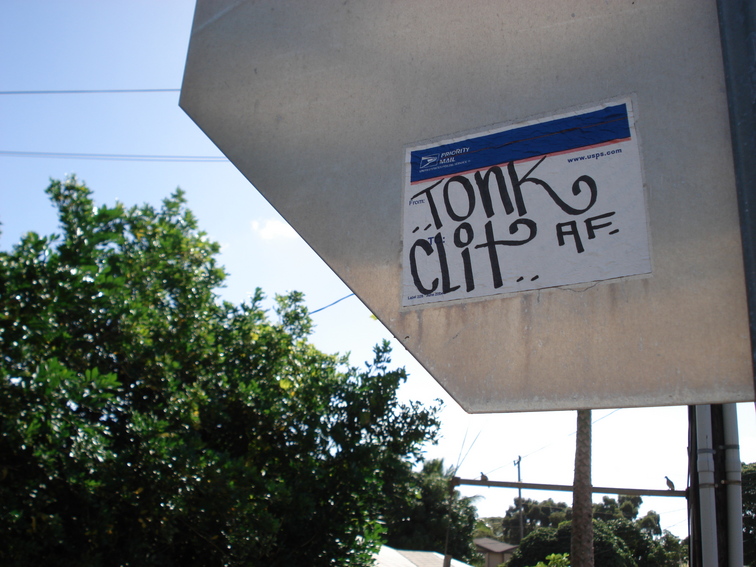 PRIORITY
MAIL
www.usps.com
From:
TONK
To:
CLit AF.